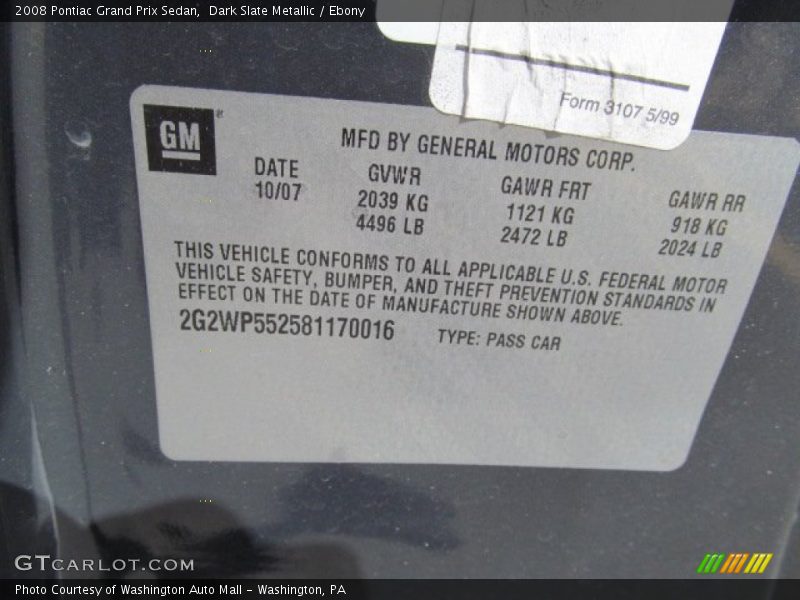 2008 Pontiac Grand Prix Sedan, Dark Slate Metallic / Ebony
Form 3107 5/99
GM
MFD BY GENERAL MOTORS CORP.
DATE GVWR GAWR FRT GAWR RR
10/07 2039 KG 1121 KG 918 KG
4496 LB 2472 LB 2024 LB
THIS VEHICLE CONFORMS TO ALL APPLICABLE U.S. FEDERAL MOTOR
VEHICLE SAFETY, BUMPER, AND THEFT PREVENTION STANDARDS IN
EFFECT ON THE DATE OF MANUFACTURE SHOWN ABOVE.
2G2WP552581170016 TYPE: PASS CAR
GTCARLOT.COM
Photo Courtesy of Washington Auto Mall - Washington, PA